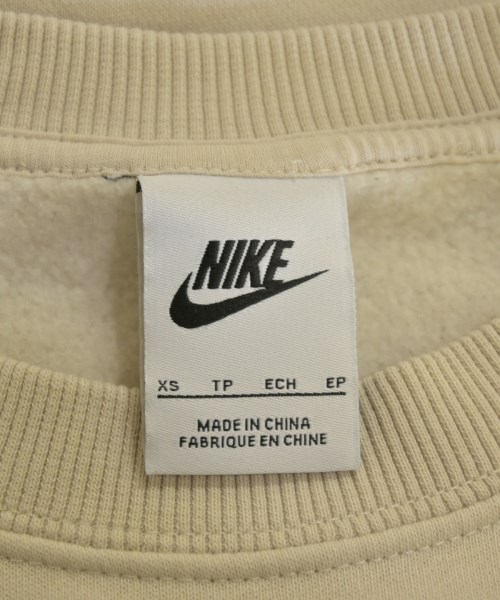 NIKE
XS TP ECH EP
MADE IN CHINA
FABRIQUE EN CHINE